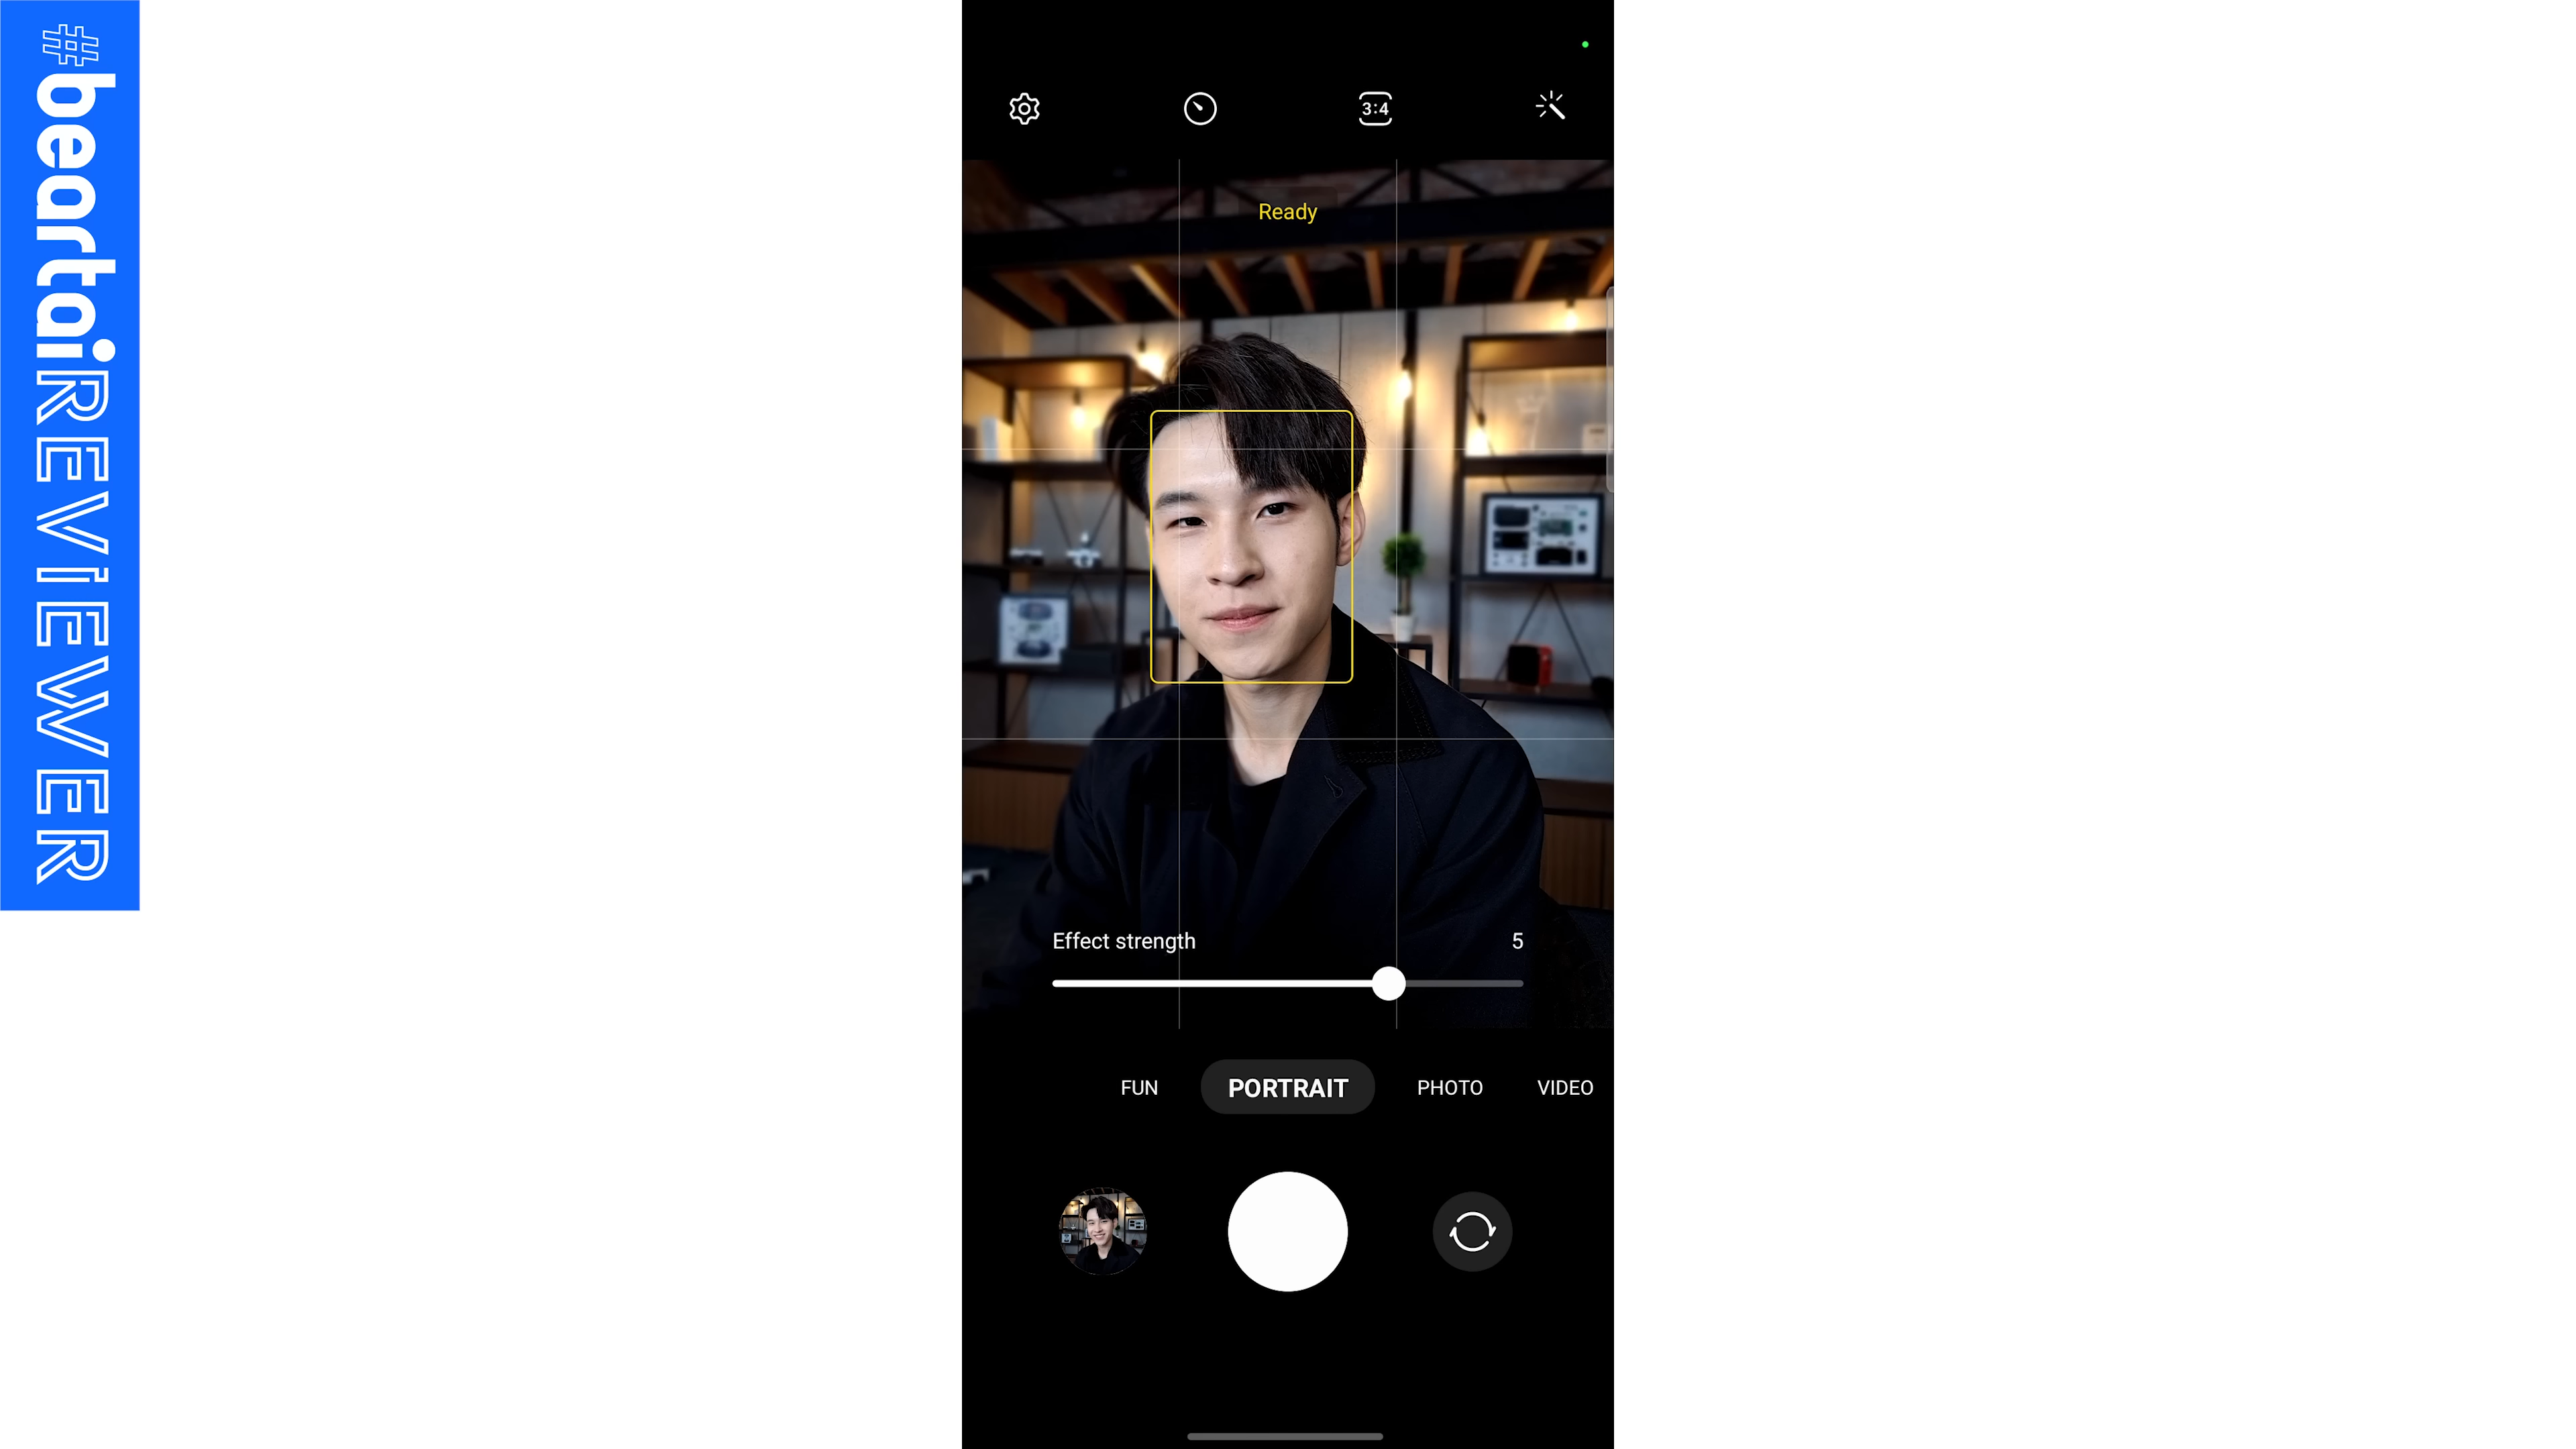 #beartaiREVIEWER
3:4
Ready
Effect strength 5
FUN PORTRAIT PHOTO VIDEO